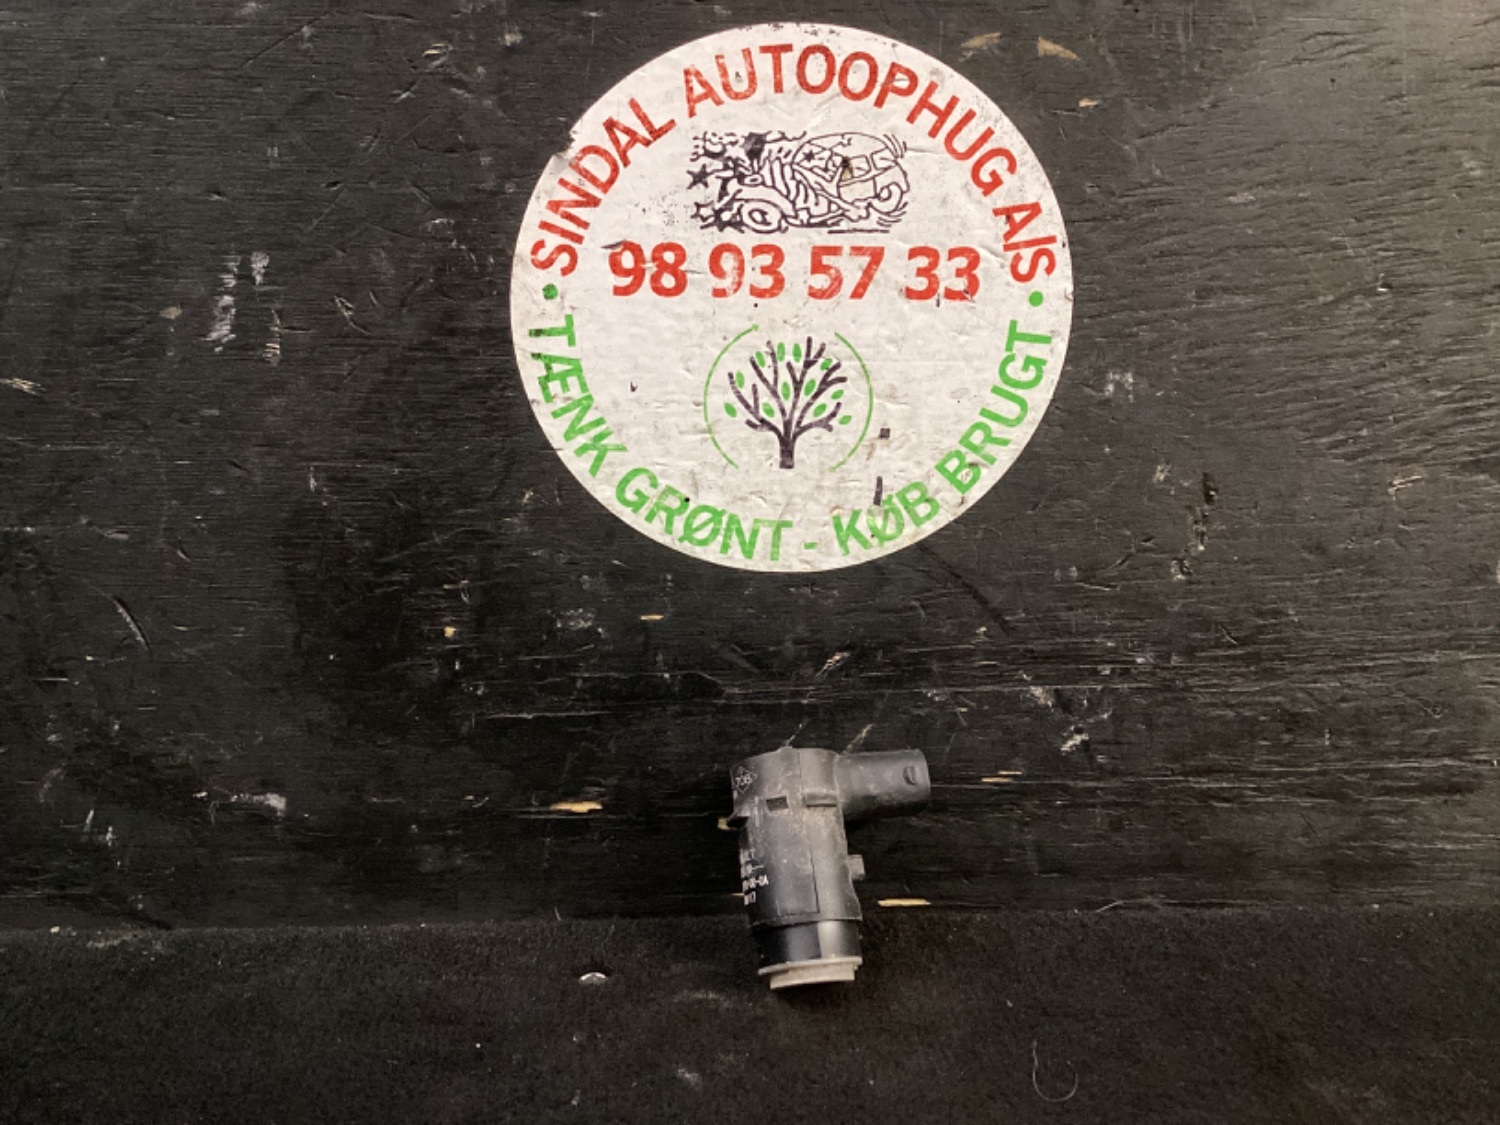 • SINDAL AUTOOPHUG A/S •
98 93 57 33
TÆNK GRØNT - KØB BRUGT